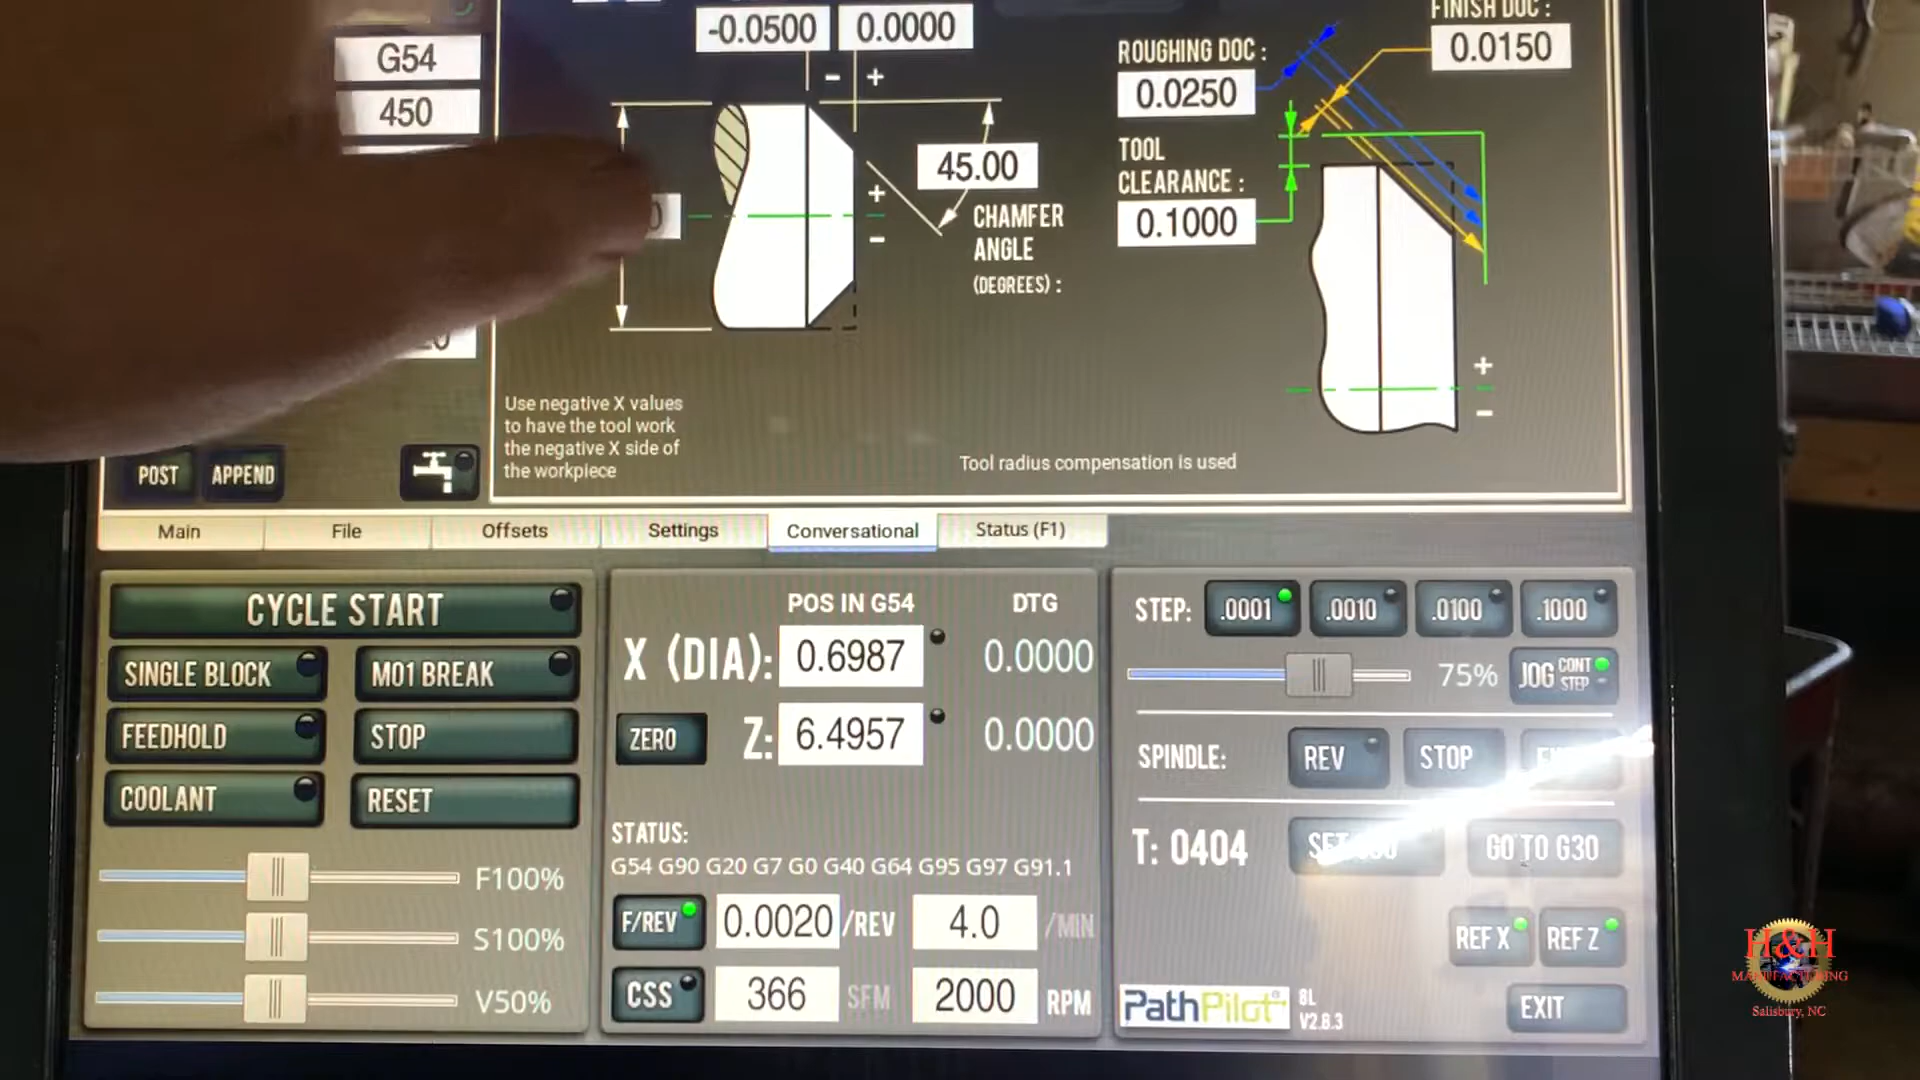 FINISH DOC :
-0.0500
0.0000
ROUGHING DOC :
0.0150
G54
0.0250
450
- +
TOOL
CLEARANCE :
45.00
0.1000
+
-
CHAMFER
ANGLE
(DEGREES) :
+
-
Use negative X values
to have the tool work
the negative X side of
the workpiece
Tool radius compensation is used
POST
APPEND
Main
File
Offsets
Settings
Conversational
Status (F1)
CYCLE START
SINGLE BLOCK
M01 BREAK
FEEDHOLD
STOP
COOLANT
RESET
F100%
S100%
V50%
POS IN G54
DTG
X (DIA):
0.6987
0.0000
ZERO
Z:
6.4957
0.0000
STATUS:
G54 G90 G20 G7 G0 G40 G64 G95 G97 G91.1
F/REV
0.0020
/REV
4.0
/MIN
CSS
366
SFM
2000
RPM
STEP:
.0001
.0010
.0100
.1000
75%
JOG
CONT
STEP
SPINDLE:
REV
STOP
T: 0404
GO TO G30
REF X
REF Z
PathPilot
8L
V2.8.3
EXIT
H&H
MANUFACTURING
Salisbury, NC